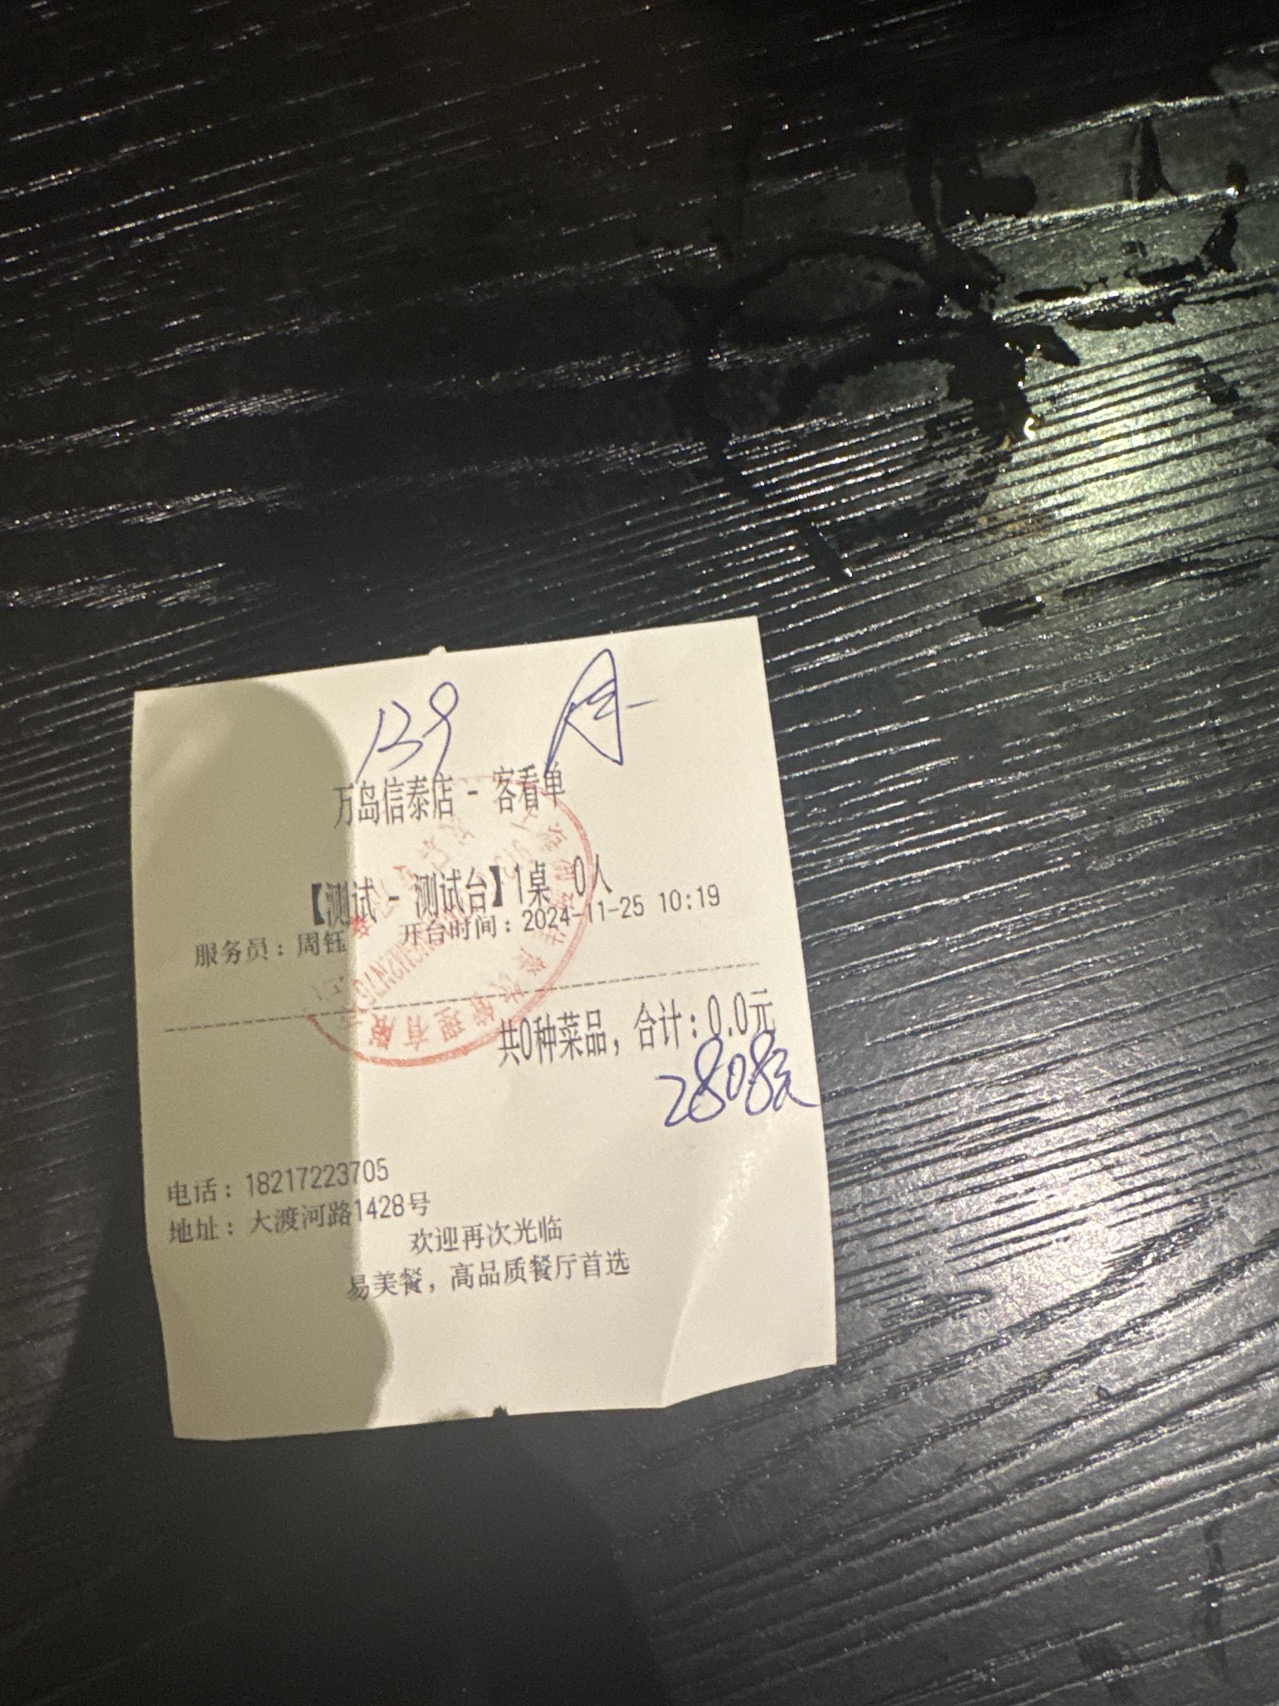 139
万岛信泰店 - 客看单
【测试 - 测试台】1桌 0人
服务员：周钰 开台时间：2024-11-25 10:19
共0种菜品，合计：0.0元
2808元
电话：18217223705
地址：大渡河路1428号
欢迎再次光临
易美餐，高品质餐厅首选